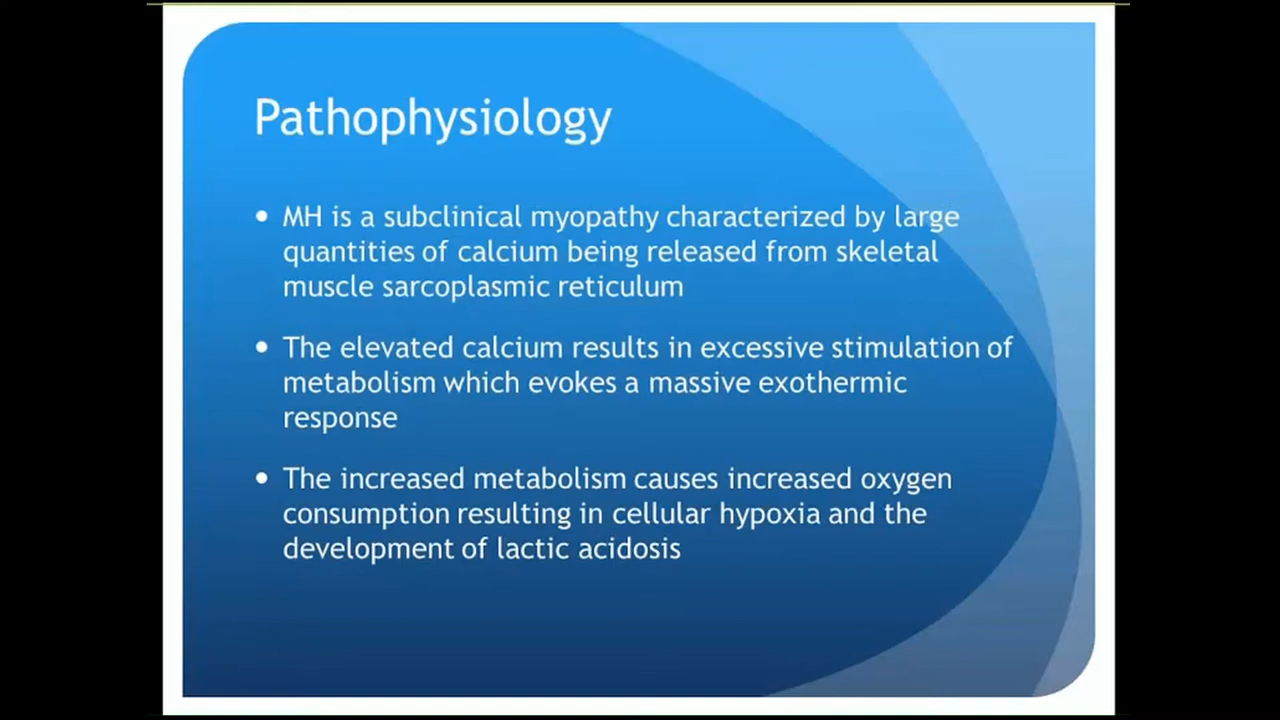 Pathophysiology
• MH is a subclinical myopathy characterized by large
quantities of calcium being released from skeletal
muscle sarcoplasmic reticulum
• The elevated calcium results in excessive stimulation of
metabolism which evokes a massive exothermic
response
• The increased metabolism causes increased oxygen
consumption resulting in cellular hypoxia and the
development of lactic acidosis